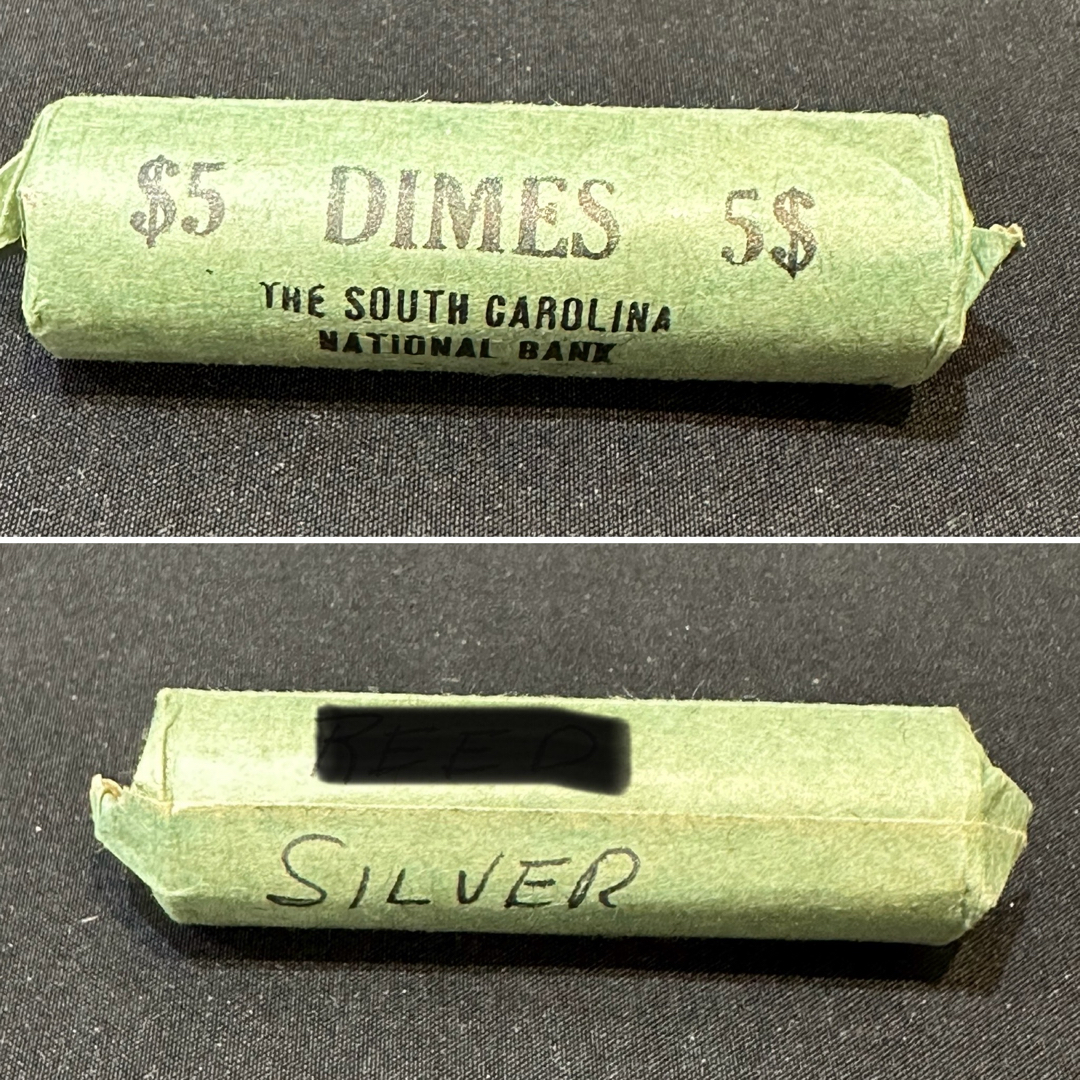 $5 DIMES 5$
THE SOUTH CAROLINA
NATIONAL BANK
SILVER